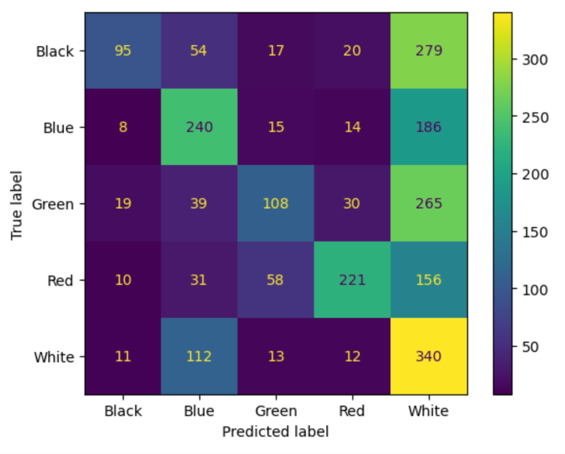 Black 95 54 17 20 279
Blue 8 240 15 14 186
Green 19 39 108 30 265
Red 10 31 58 221 156
White 11 112 13 12 340
Black Blue Green Red White
Predicted label
True label
300
250
200
150
100
50